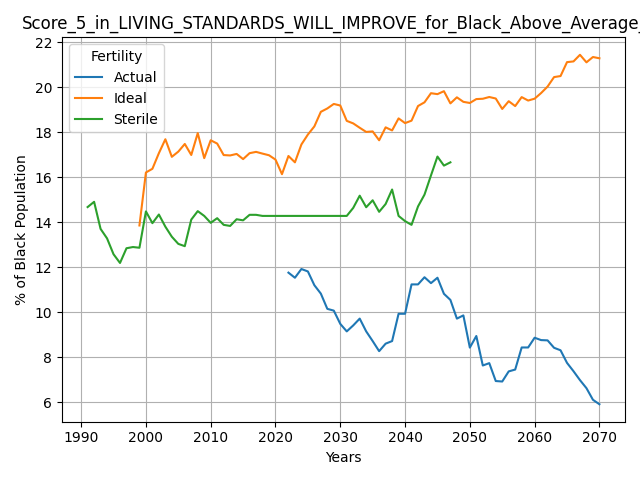 Score_5_in_LIVING_STANDARDS_WILL_IMPROVE_for_Black_Above_Average_
22
20
18
16
14
12
10
8
6
% of Black Population
Fertility
Actual
Ideal
Sterile
1990 2000 2010 2020 2030 2040 2050 2060 2070
Years